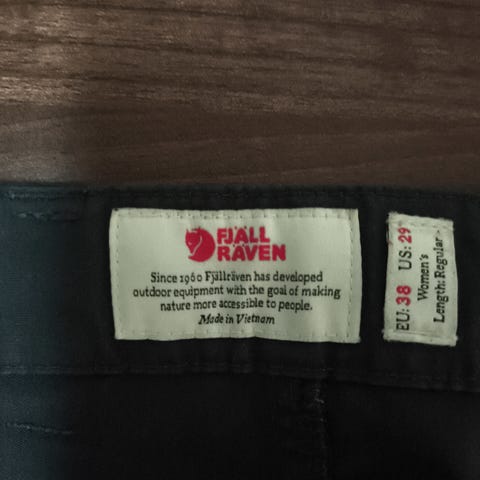 FJÄLL
RÄVEN
Since 1960 Fjällräven has developed
outdoor equipment with the goal of making
nature more accessible to people.
Made in Vietnam
EU: 38 US: 29"
Women's
Length: Regular